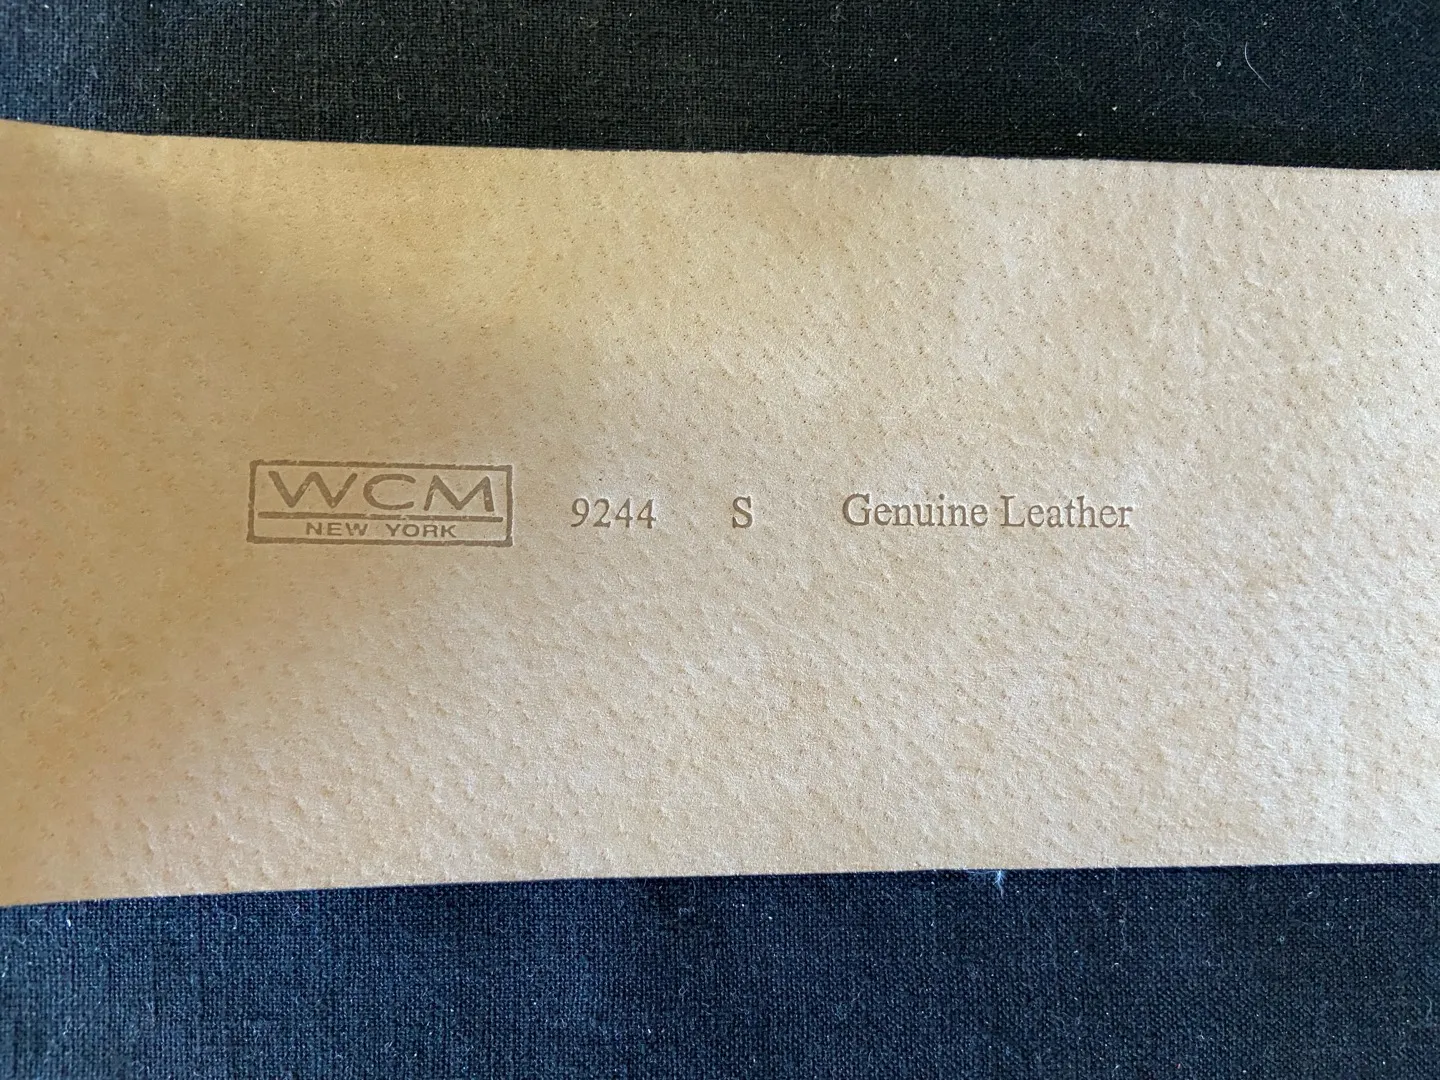 WCM
NEW YORK
9244 S Genuine Leather